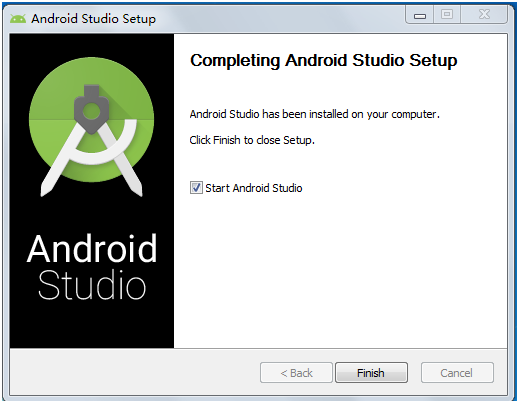 Android Studio Setup
Completing Android Studio Setup
Android Studio has been installed on your computer.
Click Finish to close Setup.
Start Android Studio
Android
Studio
< Back
Finish
Cancel